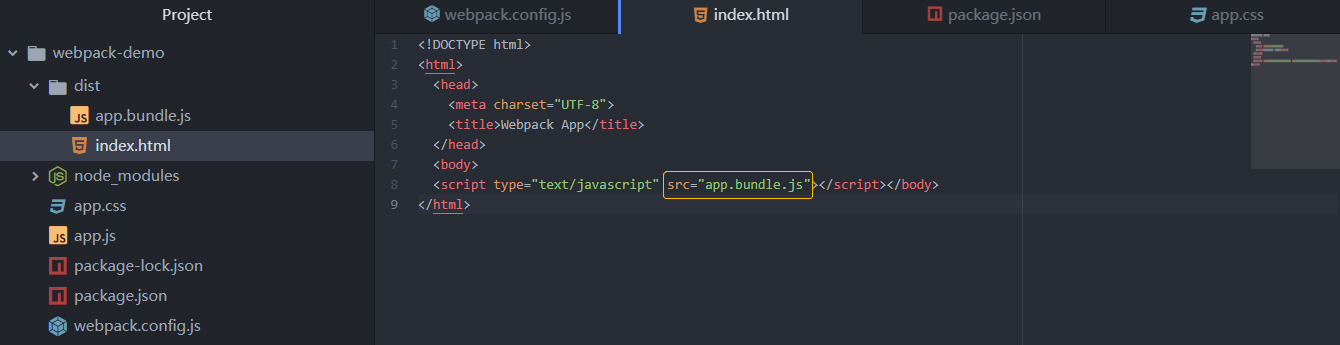 Project
webpack-demo
dist
app.bundle.js
index.html
node_modules
app.css
app.js
package-lock.json
package.json
webpack.config.js
webpack.config.js
index.html
package.json
app.css
1 <!DOCTYPE html>
2 <html>
3 <head>
4 <meta charset="UTF-8">
5 <title>Webpack App</title>
6 </head>
7 <body>
8 <script type="text/javascript" src="app.bundle.js"></script></body>
9 </html>